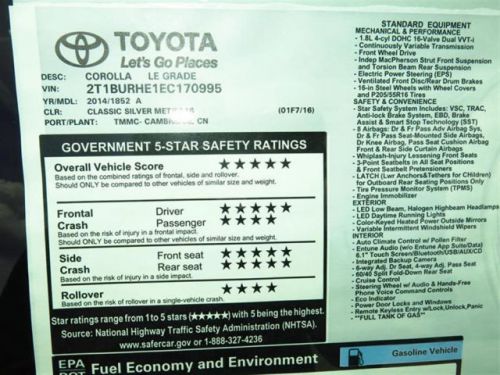 TOYOTA
Let's Go Places
DESC: COROLLA LE GRADE
VIN: 2T1BURHE1EC170995
YR/MDL: 2014/1852 A
CLR: CLASSIC SILVER (01F7/16)
PORT/PLANT: TMMC- CN
GOVERNMENT 5-STAR SAFETY RATINGS
Overall Vehicle Score ★★★★★
Based on the combined ratings of frontal, side and rollover.
Should ONLY be compared to other vehicles of similar size and weight.
Frontal Driver ★★★★★
Crash Passenger ★★★★
Based on the risk of injury in a frontal impact.
Should ONLY be compared to other vehicles of similar size and weight.
Side Front seat ★★★★★
Crash Rear seat ★★★★
Based on the risk of injury in a side impact.
Rollover ★★★★
Based on the risk of rollover in a single-vehicle crash.
Star ratings range from 1 to 5 stars (★★★★★) with 5 being the highest.
Source: National Highway Traffic Safety Administration (NHTSA).
www.safercar.gov or 1-888-327-4236
EPA
DOT Fuel Economy and Environment
Gasoline Vehicle
STANDARD EQUIPMENT
MECHANICAL & PERFORMANCE
- 1.8L 4-cyl DOHC 16-Valve Dual VVT-i
- Continuously Variable Transmission
- Front Wheel Drive
- Indep MacPherson Strut Front Suspension
and Torsion Beam Rear Suspension
- Electric Power Steering (EPS)
- Ventilated Front Disc/Rear Drum Brakes
- 16-in Steel Wheels with Wheel Covers
and P205/55R16 Tires
SAFETY & CONVENIENCE
- Star Safety System Includes: VSC, TRAC,
Anti-lock Brake System, EBD, Brake
Assist & Smart Stop Technology (SST)
- 8 Airbags: Dr & Fr Pass Adv Airbag Sys,
Dr & Fr Pass Seat-Mounted Side Airbags,
Dr Knee Airbag, Pass Seat Cushion Airbag
Front & Rear Side Curtain Airbags
- Whiplash-Injury Lessening Front Seats
- 3-Point Seatbelts in All Seat Positions
& Front Seatbelt Pretensioners
- LATCH (Lwr Anchors&Tethers for Children)
for Outboard Rear Seating Positions Only
- Tire Pressure Monitor System (TPMS)
- Engine Immobilizer
EXTERIOR
- LED Low Beam, Halogen Highbeam Headlamps
- LED Daytime Running Lights
- Color-Keyed Heated Power Outside Mirrors
- Variable Intermittent Windshield Wipers
INTERIOR
- Auto Climate Control w/ Pollen Filter
- Entune Audio (w/o Entune App Suite/Data)
6.1" Touch Screen/Bluetooth/USB/AUX/CD
- Integrated Backup Camera
- 6-way Adj. Dr Seat, 4-way Adj. Pass Seat
- 60/40 Split Fold-Down Rear Seat
- Cruise Control
- Steering Wheel w/Audio & Hands-Free
Phone Voice Command Controls
- Eco Indicator
- Power Door Locks and Windows
- Remote Keyless Entry w/Lock,Unlock,Panic
**FULL TANK OF GAS**